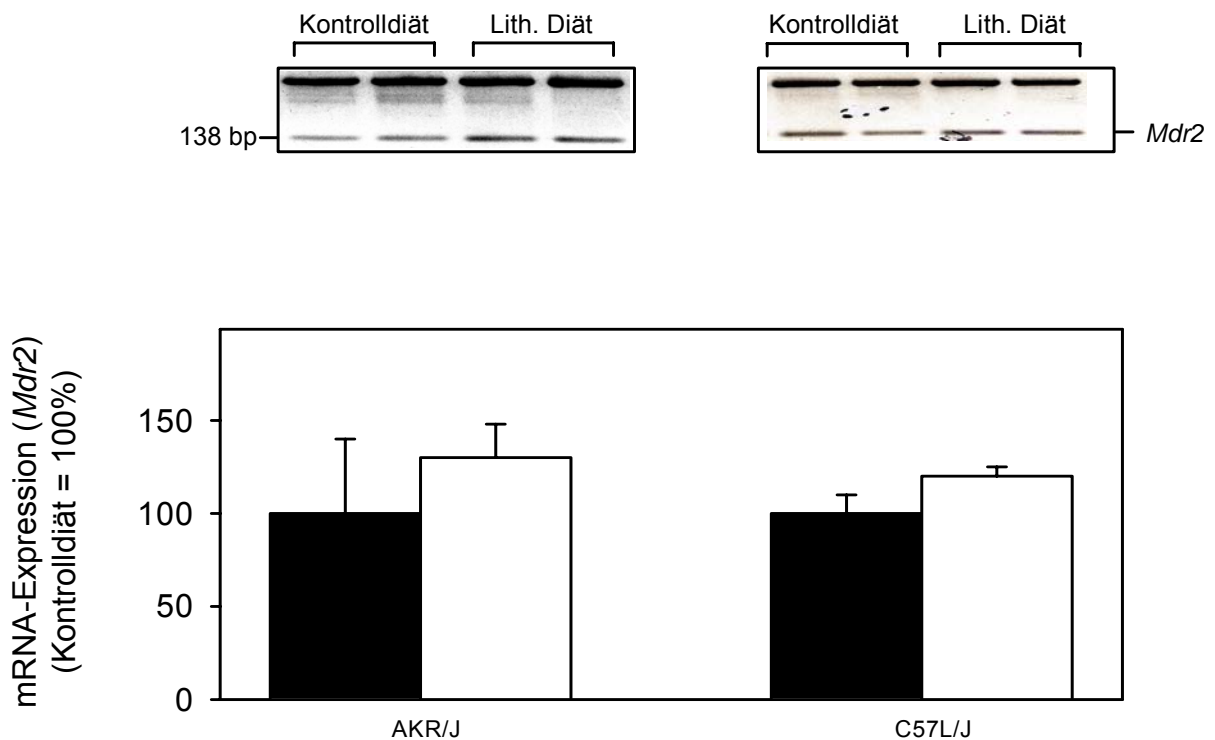 Kontrolldiät Lith. Diät Kontrolldiät Lith. Diät
138 bp Mdr2
mRNA-Expression (Mdr2)
(Kontrolldiät = 100%)
150
100
50
0
AKR/J C57L/J